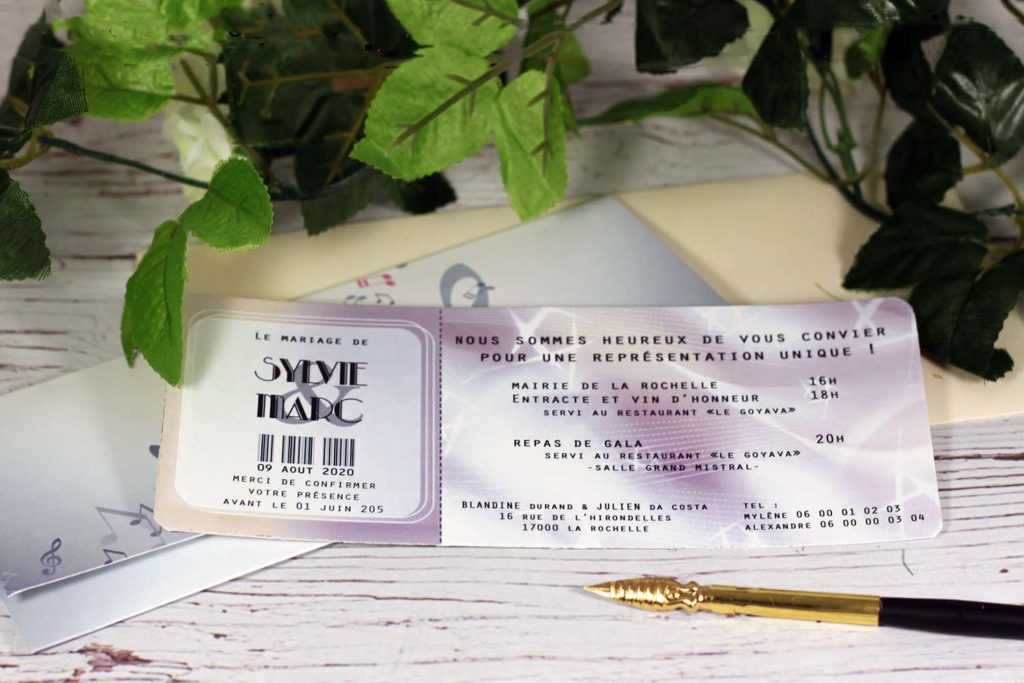 LE MARIAGE DE
SYLVIE
&
MARC
09 AOUT 2020
MERCI DE CONFIRMER
VOTRE PRÉSENCE
AVANT LE 01 JUIN 205
NOUS SOMMES HEUREUX DE VOUS CONVIER
POUR UNE REPRÉSENTATION UNIQUE !
MAIRIE DE LA ROCHELLE 16H
ENTRACTE ET VIN D'HONNEUR 18H
SERVI AU RESTAURANT «LE GOYAVA»
REPAS DE GALA 20H
SERVI AU RESTAURANT «LE GOYAVA»
-SALLE GRAND MISTRAL-
BLANDINE DURAND & JULIEN DA COSTA
16 RUE DE L'HIRONDELLES
17000 LA ROCHELLE
TEL :
MYLÈNE 06 00 01 02 03
ALEXANDRE 06 00 00 03 04